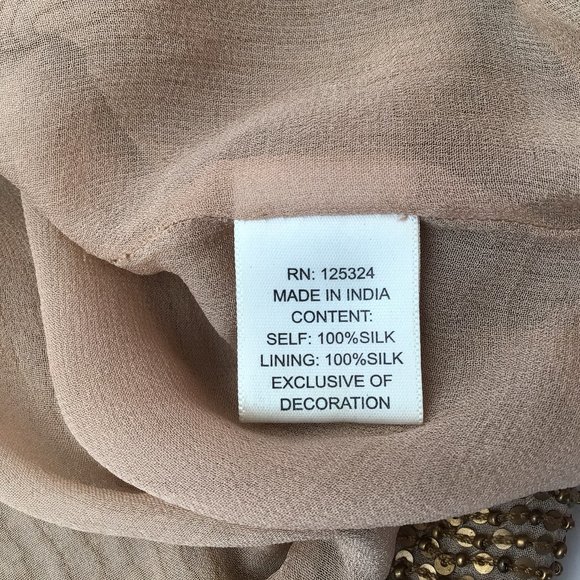 RN: 125324
MADE IN INDIA
CONTENT:
SELF: 100%SILK
LINING: 100%SILK
EXCLUSIVE OF
DECORATION